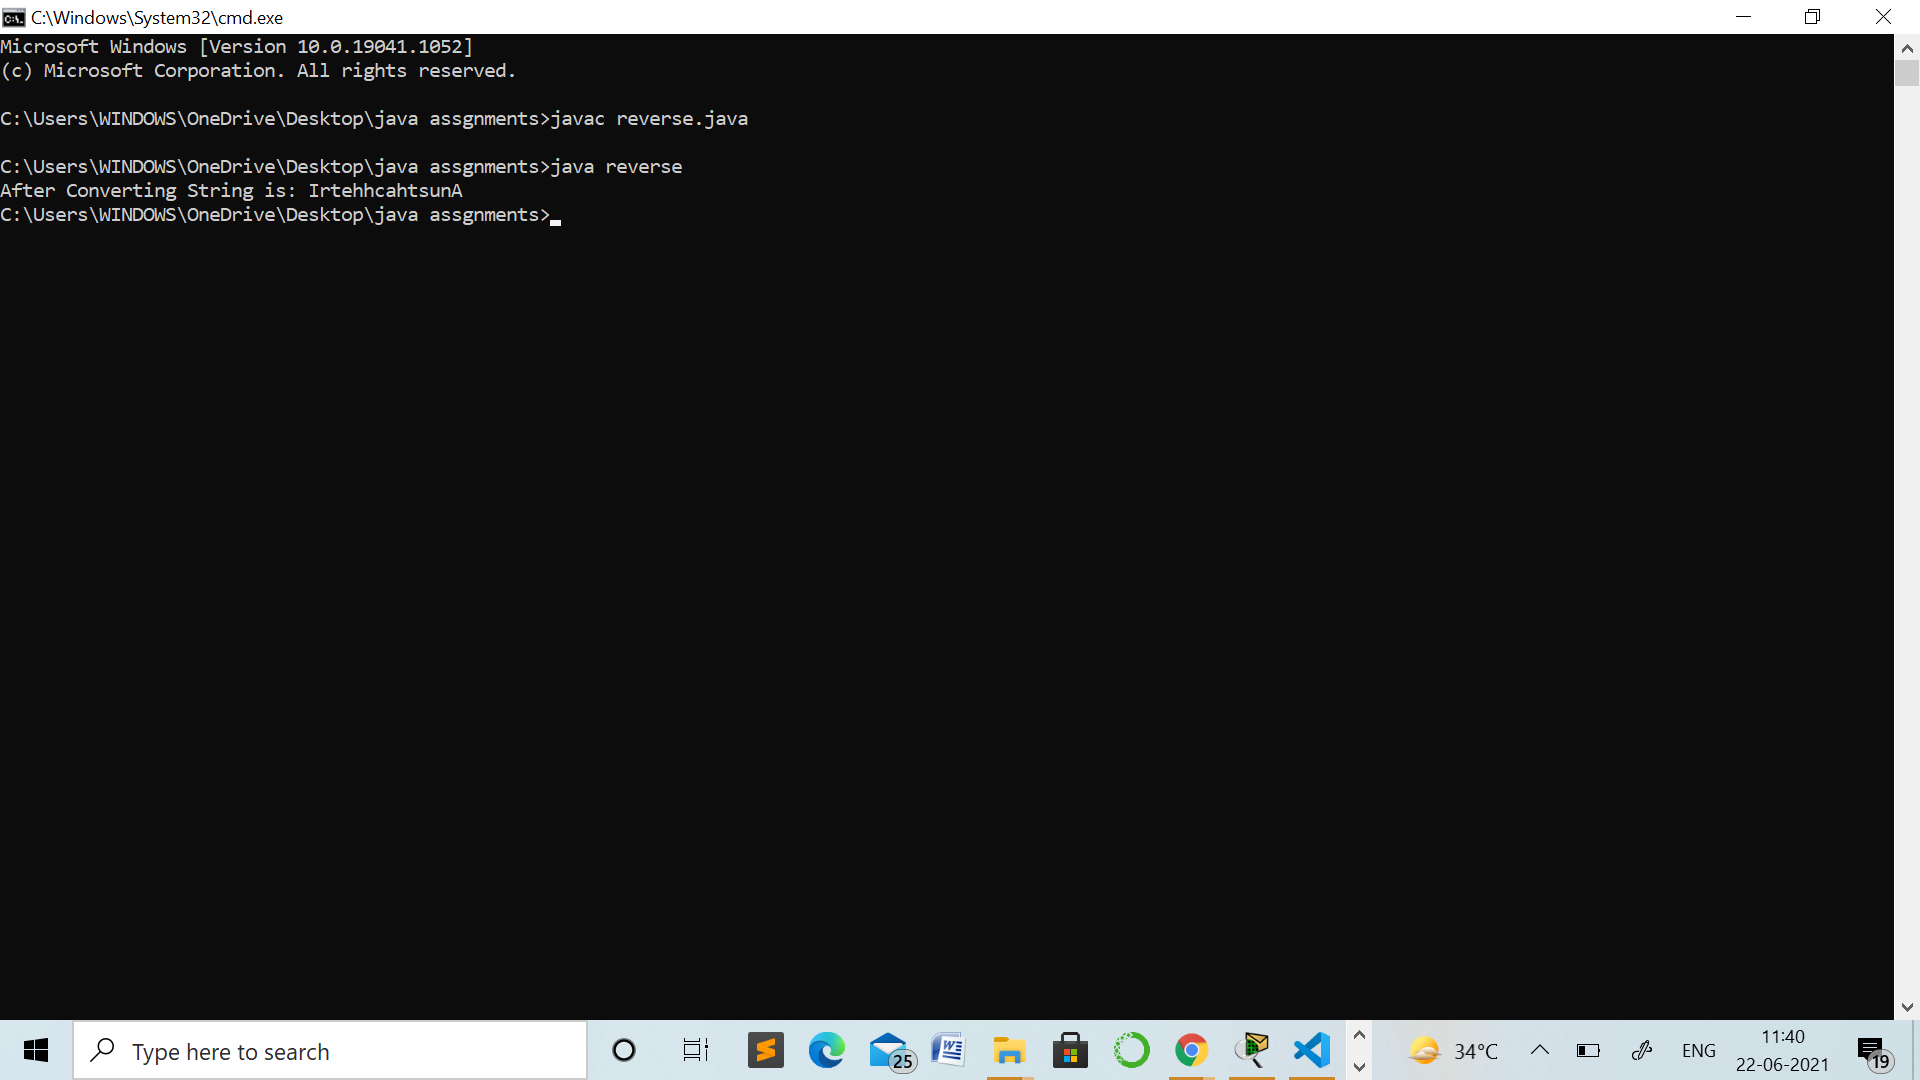 C:\Windows\System32\cmd.exe
Microsoft Windows [Version 10.0.19041.1052]
(c) Microsoft Corporation. All rights reserved.
C:\Users\WINDOWS\OneDrive\Desktop\java assgnments>javac reverse.java
C:\Users\WINDOWS\OneDrive\Desktop\java assgnments>java reverse
After Converting String is: IrtehhcahtsunA
C:\Users\WINDOWS\OneDrive\Desktop\java assgnments>
Type here to search
25
34°C
ENG
11:40
22-06-2021
19